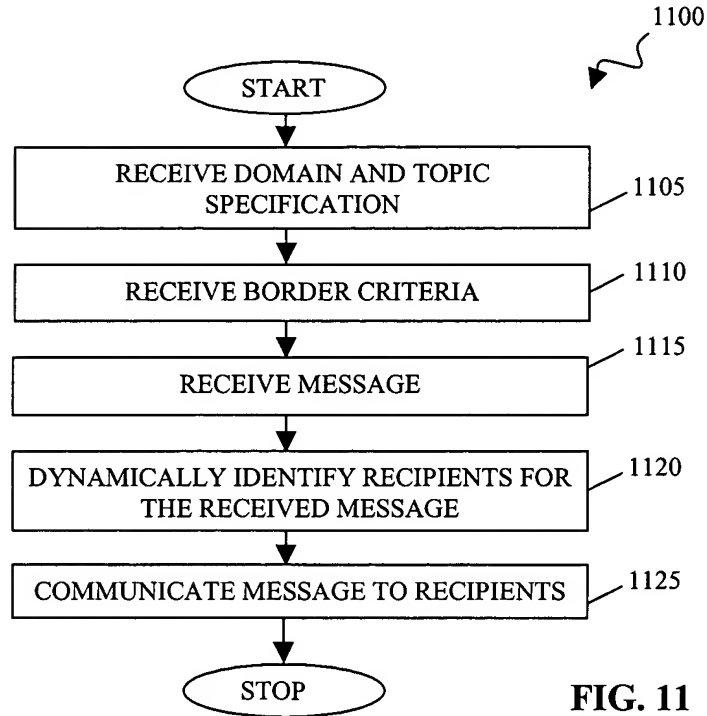 1100
START
RECEIVE DOMAIN AND TOPIC
SPECIFICATION
1105
RECEIVE BORDER CRITERIA
1110
RECEIVE MESSAGE
1115
DYNAMICALLY IDENTIFY RECIPIENTS FOR
THE RECEIVED MESSAGE
1120
COMMUNICATE MESSAGE TO RECIPIENTS
1125
STOP
FIG. 11